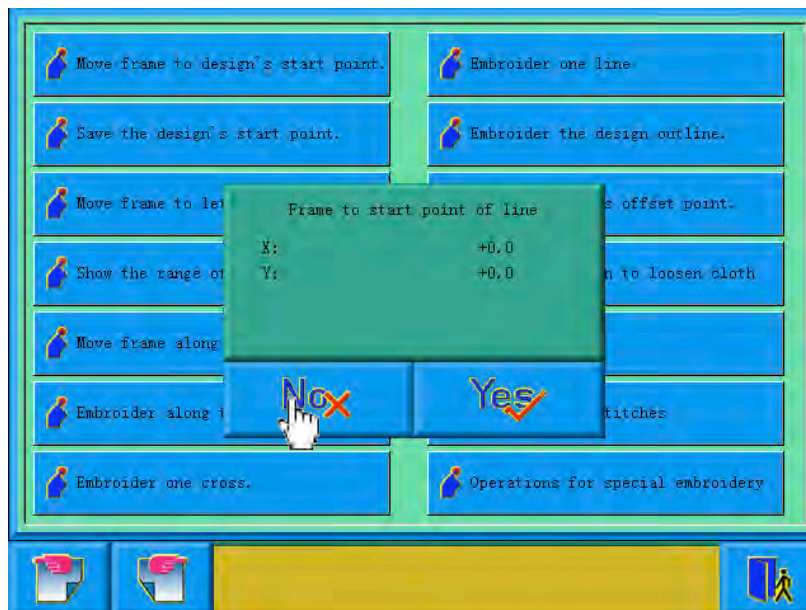 Move frame to design's start point.
Embroider one line
Save the design's start point.
Embroider the design outline.
Move frame to
offset point.
Show the range
to loosen cloth
Move frame along
Embroider along
titches
Embroider one cross.
Operations for special embroidery
Frame to start point of line
X: +0.0
Y: +0.0
No
Yes